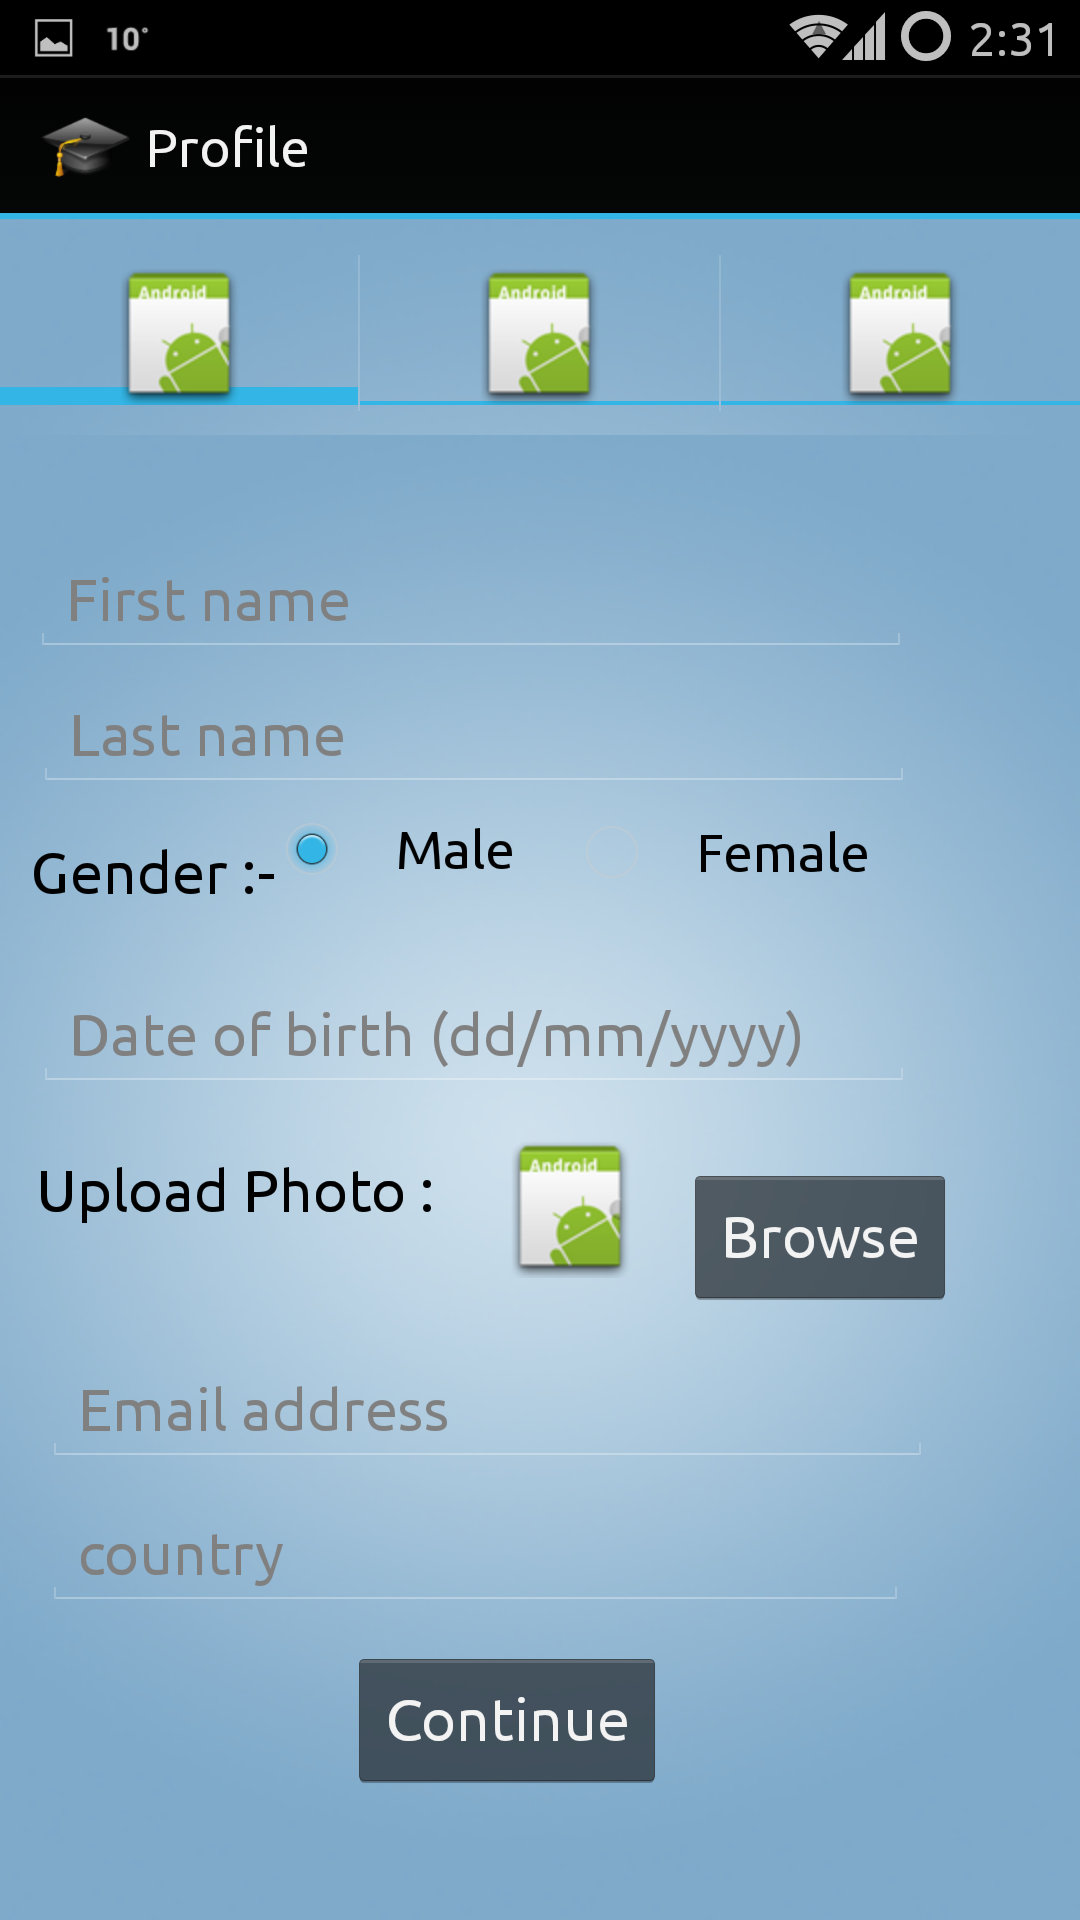 10° 2:31
Profile
Android Android Android
First name
Last name
Gender :- Male Female
Date of birth (dd/mm/yyyy)
Upload Photo : Android Browse
Email address
country
Continue